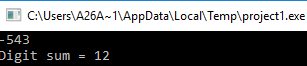 C:\Users\A26A~1\AppData\Local\Temp\project1.exe
-543
Digit sum = 12